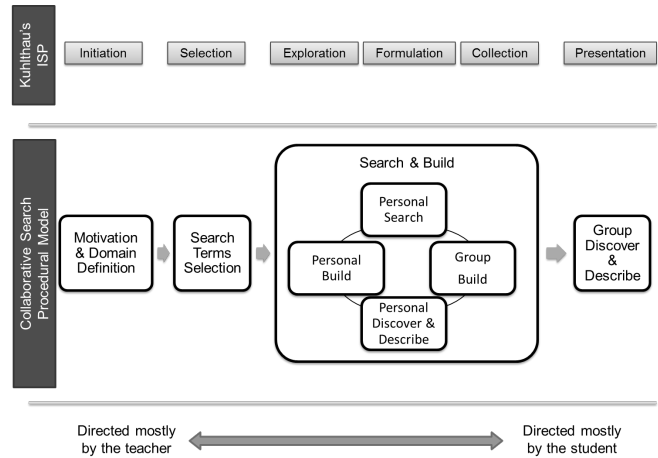 Kuhlthau's
ISP
Initiation
Selection
Exploration
Formulation
Collection
Presentation
Collaborative Search
Procedural Model
Search & Build
Motivation
& Domain
Definition
Search
Terms
Selection
Personal
Search
Personal
Build
Group
Build
Personal
Discover &
Describe
Group
Discover
&
Describe
Directed mostly
by the teacher
Directed mostly
by the student